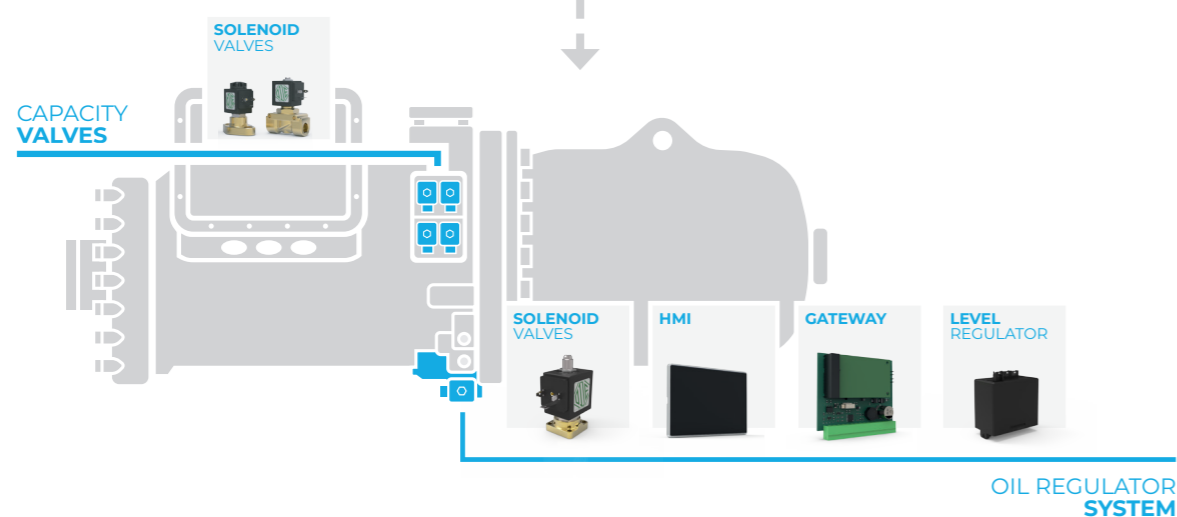 SOLENOID
VALVES
CAPACITY
VALVES
SOLENOID
VALVES
HMI
GATEWAY
LEVEL
REGULATOR
OIL REGULATOR
SYSTEM